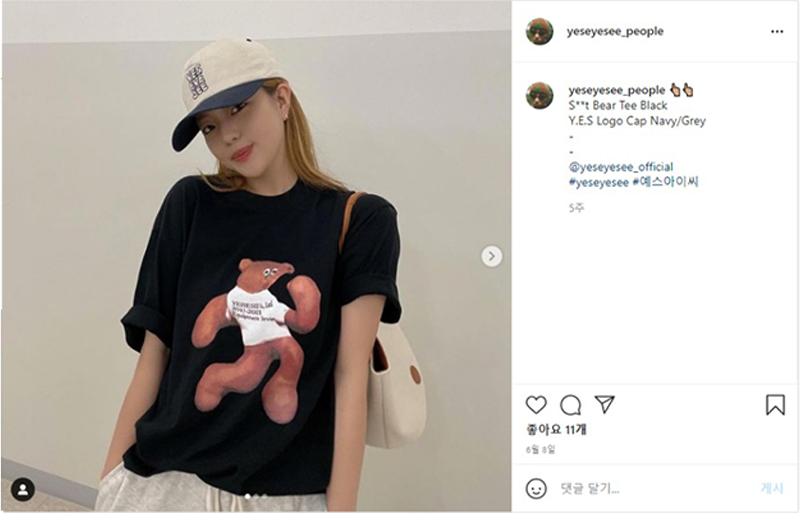 yeseyesee_people
yeseyesee_people
S**t Bear Tee Black
Y.E.S Logo Cap Navy/Grey
-
-
@yeseyesee_official
#yeseyesee #예스아이씨
5주
좋아요 11개
6월 8일
댓글 달기...
게시